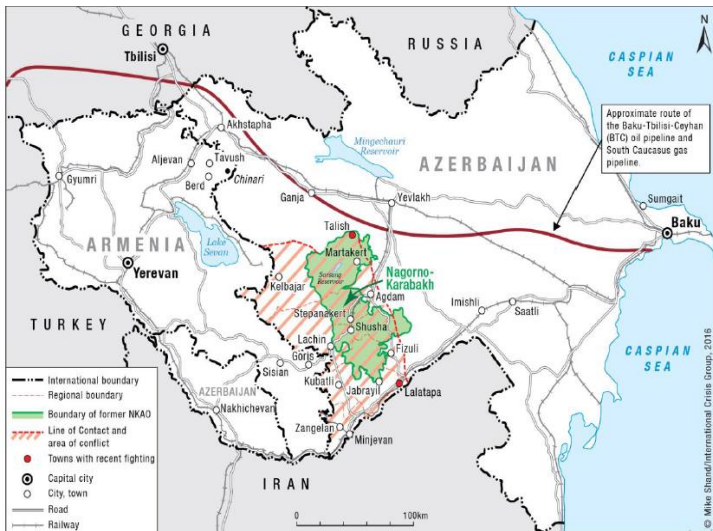 GEORGIA
Tbilisi
RUSSIA
CASPIAN
SEA
N
Approximate route of
the Baku-Tbilisi-Ceyhan
(BTC) oil pipeline and
South Caucasus gas
pipeline.
Akhstapha
Mingechauri
Reservoir
AZERBAIJAN
Aljevan
Tavush
Berd
Chinari
Gyumri
Ganja
Yevlakh
Sumgait
Baku
Talish
ARMENIA
Lake
Sevan
Martakert
Yerevan
Nagorno-
Karabakh
Sarsang
Reservoir
Kelbajar
Agdam
Imishli
Saatli
Stepanakert
Shusha
TURKEY
Lachin
Goris
Fizuli
CASPIAN
SEA
Sisian
Kubatli
Jabrayil
Lalatapa
AZERBAIJAN
Nakhichevan
Zangelan
Minjevan
IRAN
International boundary
Regional boundary
Boundary of former NKAO
Line of Contact and
area of conflict
Towns with recent fighting
Capital city
City, town
Road
Railway
0
100km
© Mike Shand/International Crisis Group, 2016